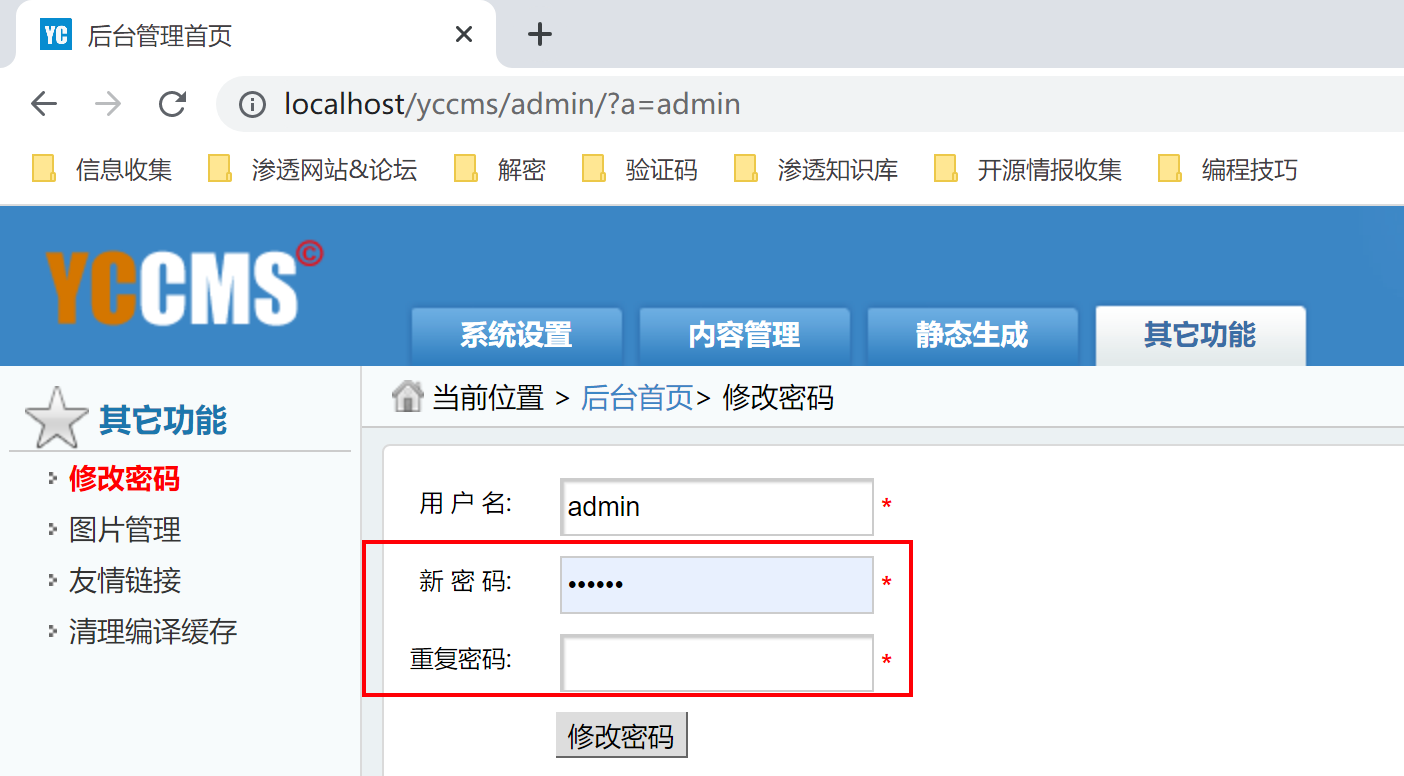 YC 后台管理首页
localhost/yccms/admin/?a=admin
信息收集 渗透网站&论坛 解密 验证码 渗透知识库 开源情报收集 编程技巧
YCCMS©
系统设置 内容管理 静态生成 其它功能
当前位置 > 后台首页> 修改密码
其它功能
修改密码
图片管理
友情链接
清理编译缓存
用 户 名: admin *
新 密 码: •••••• *
重复密码: *
修改密码